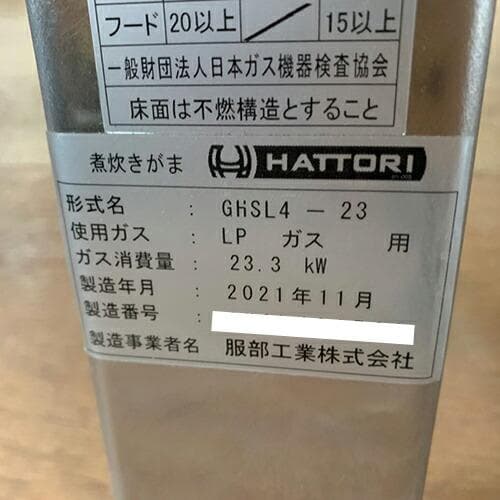 フード 20以上 15以上
一般財団法人日本ガス機器検査協会
床面は不燃構造とすること
煮炊きがま HATTORI
形式名 : GHSL4 － 23
使用ガス : LP ガス 用
ガス消費量 : 23.3 kW
製造年月 : 2021年11月
製造番号 :
製造事業者名 服部工業株式会社